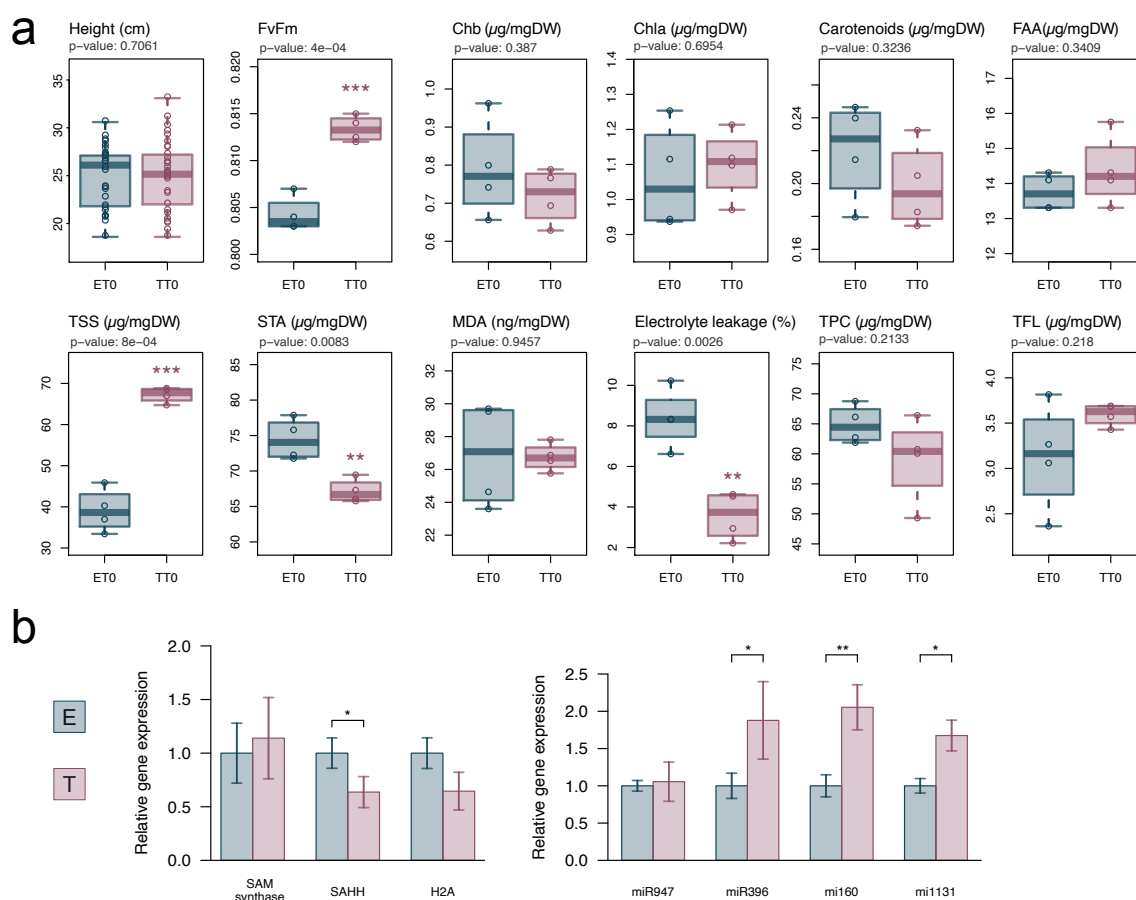 a
Height (cm)
p−value: 0.7061
35
30
25
20
ET0 TT0
FvFm
p−value: 4e−04
0.820
0.815
0.810
0.805
0.800
***
ET0 TT0
Chb (µg/mgDW)
p−value: 0.387
1.0
0.9
0.8
0.7
0.6
ET0 TT0
Chla (µg/mgDW)
p−value: 0.6954
1.4
1.3
1.2
1.1
1.0
0.9
ET0 TT0
Carotenoids (µg/mgDW)
p−value: 0.3236
0.24
0.20
0.16
ET0 TT0
FAA(µg/mgDW)
p−value: 0.3409
17
16
15
14
13
12
ET0 TT0
TSS (µg/mgDW)
p−value: 8e−04
70
60
50
40
30
***
ET0 TT0
STA (µg/mgDW)
p−value: 0.0083
85
80
75
70
65
60
**
ET0 TT0
MDA (ng/mgDW)
p−value: 0.9457
32
30
28
26
24
22
ET0 TT0
Electrolyte leakage (%)
p−value: 0.0026
10
8
6
4
2
**
ET0 TT0
TPC (µg/mgDW)
p−value: 0.2133
75
70
65
60
55
50
45
ET0 TT0
TFL (µg/mgDW)
p−value: 0.218
4.0
3.5
3.0
2.5
ET0 TT0
b
E
T
Relative gene expression
2.0
1.5
1.0
0.5
0.0
*
SAM
synthase
SAHH
H2A
Relative gene expression
2.5
2.0
1.5
1.0
0.5
0.0
*
**
*
miR947
miR396
mi160
mi1131